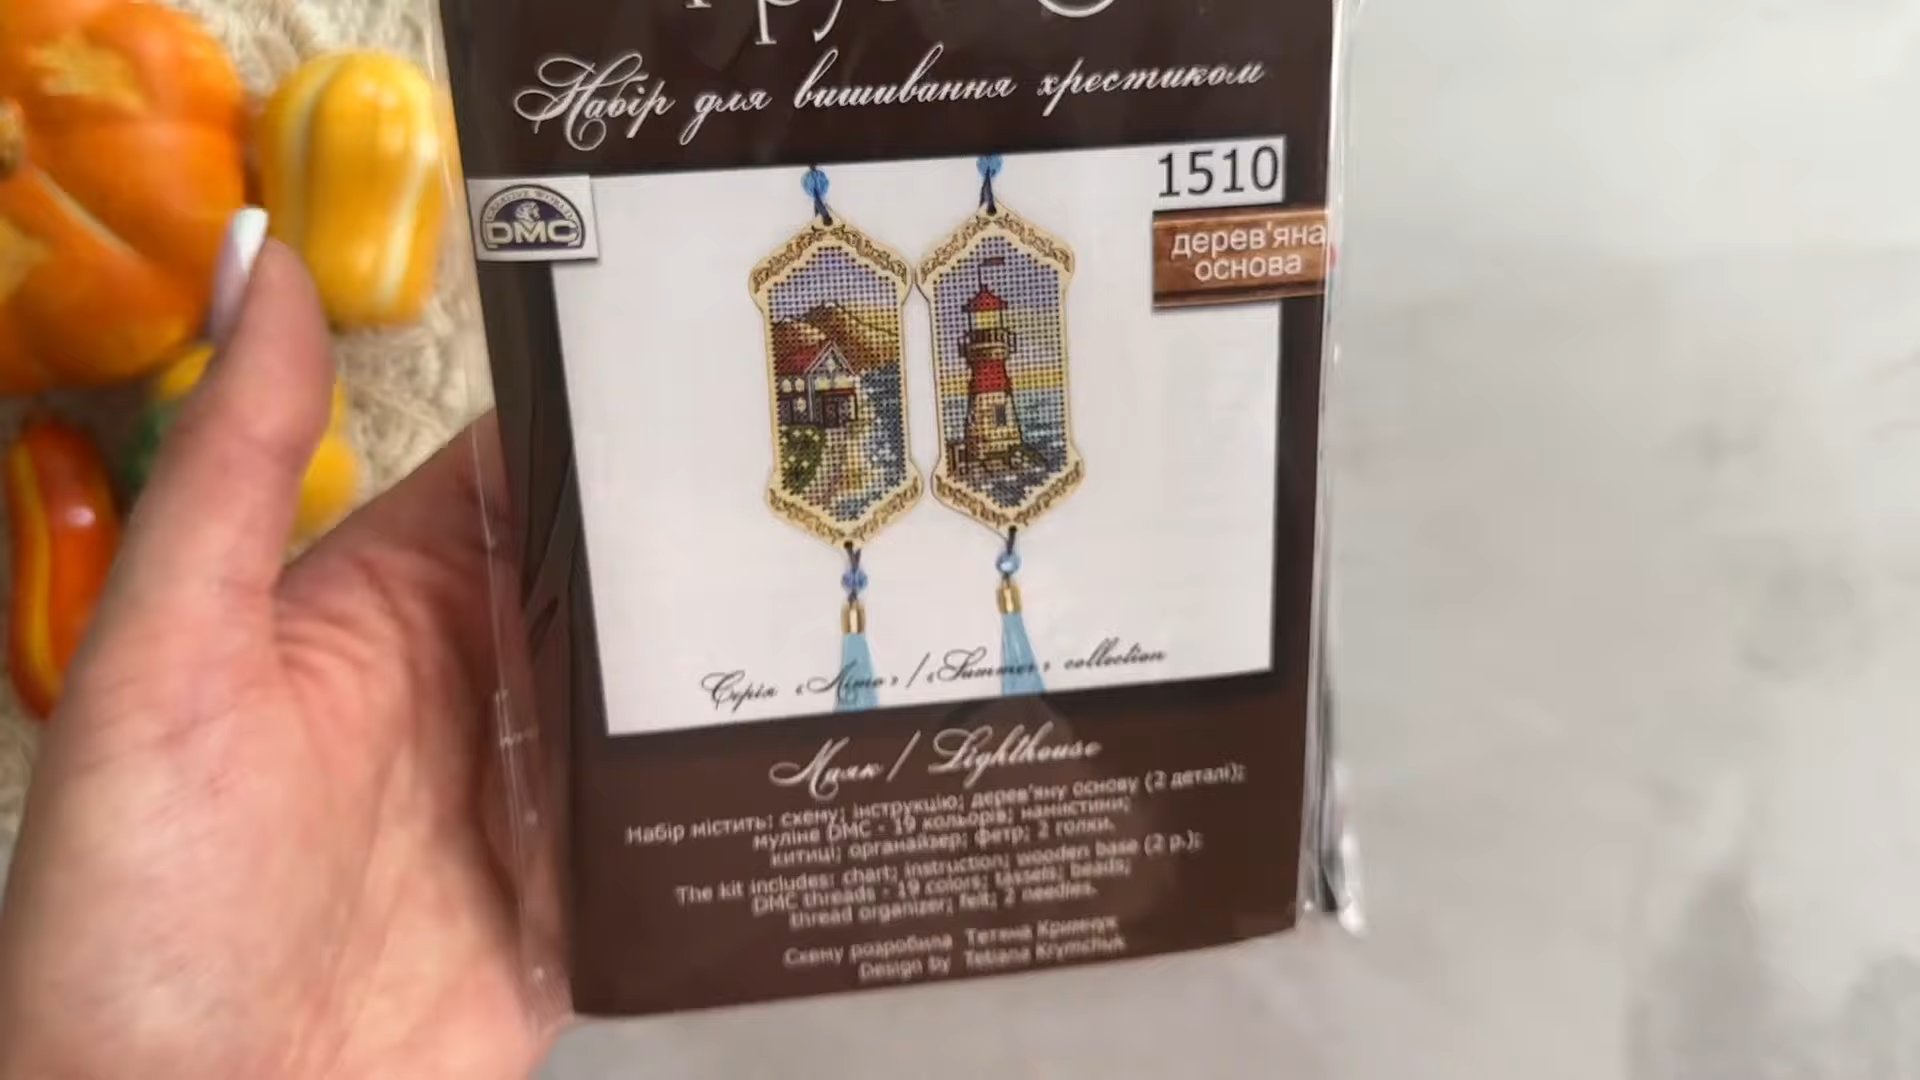 Набір для вишивання хрестиком
1510
CREATIVE WORLD
DMC
дерев'яна
основа
Серія «Літо» / «Summer» collection
Маяк / Lighthouse
Набір містить: схему; інструкцію; дерев'яну основу (2 деталі);
муліне DMC - 19 кольорів; намистини;
китиці; органайзер; фетр; 2 голки.
The kit includes: chart; instruction; wooden base (2 p.);
DMC threads - 19 colors; tassels; beads;
thread organizer; felt; 2 needles.
Схему розробила Тетяна Кримчук
Design by Tetiana Krymchuk